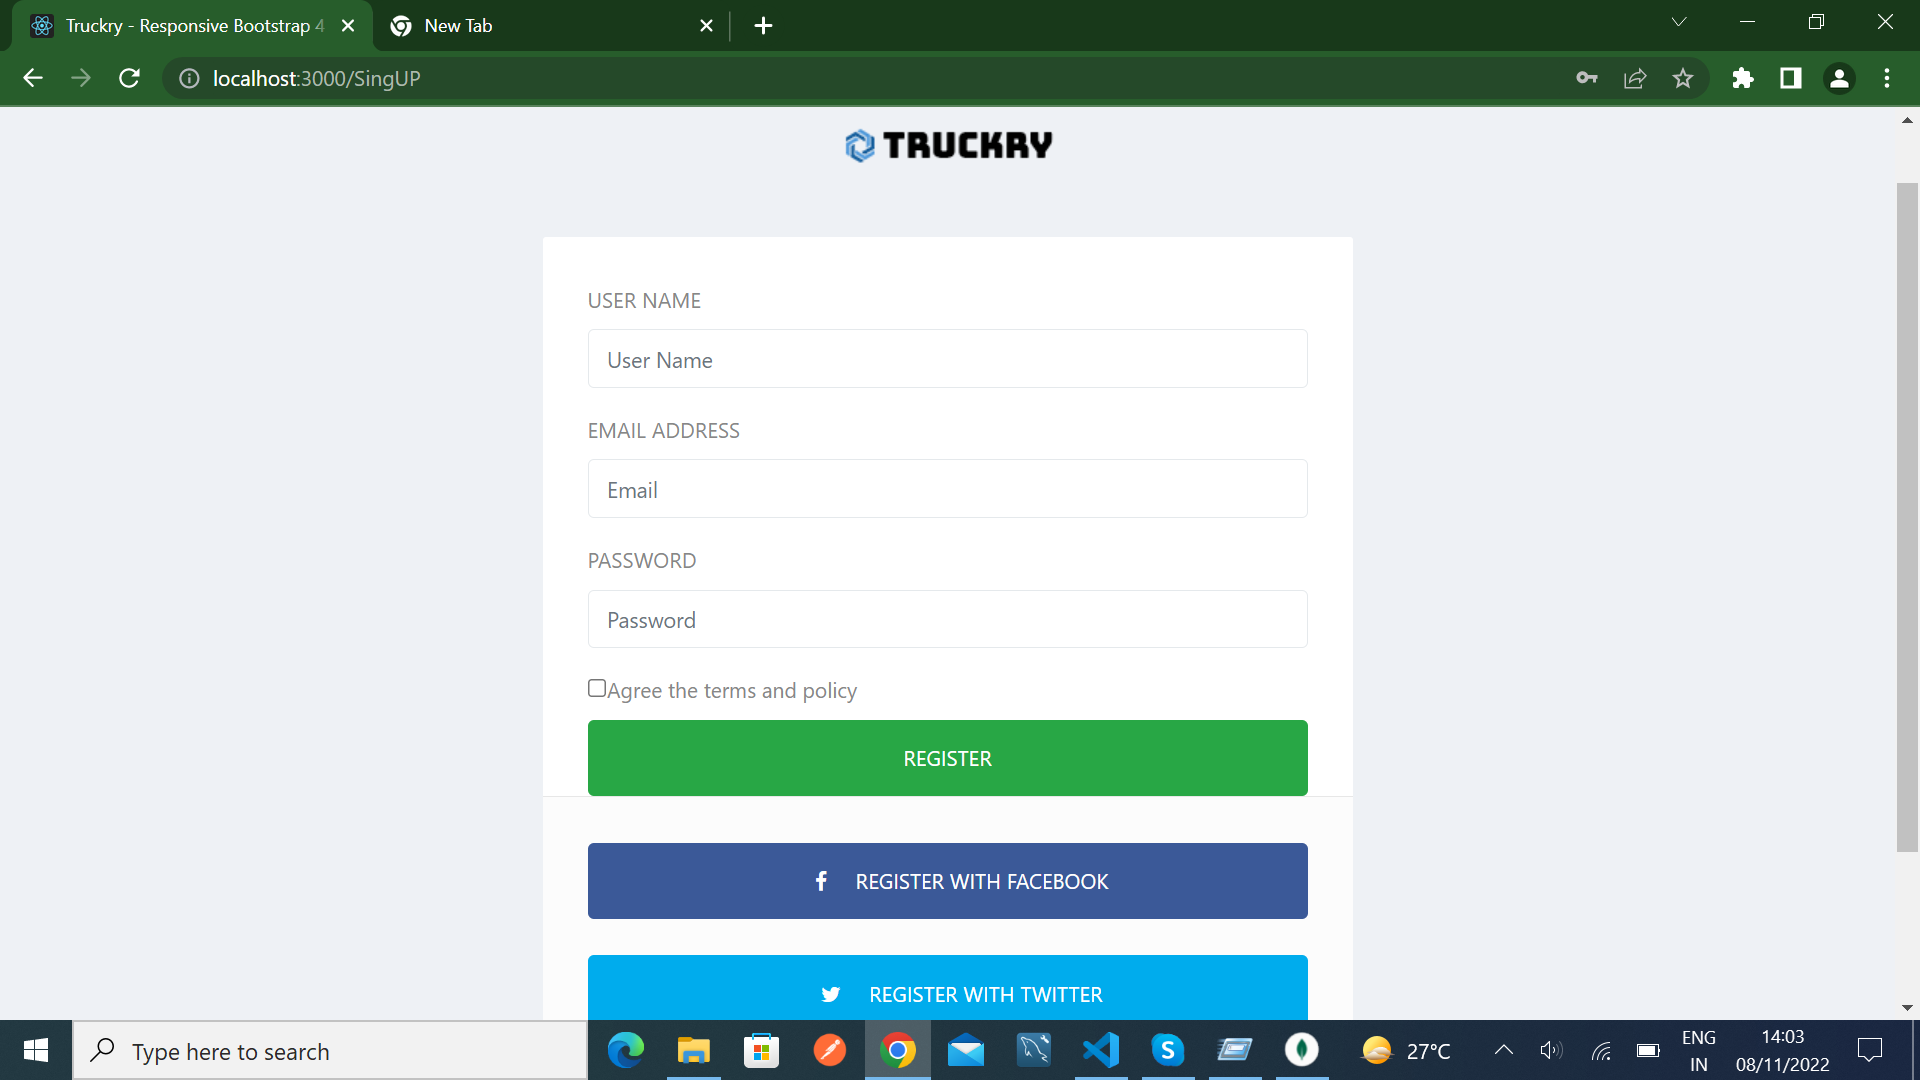 Truckry - Responsive Bootstrap 4
New Tab
localhost:3000/SingUP
TRUCKRY
USER NAME
User Name
EMAIL ADDRESS
Email
PASSWORD
Password
Agree the terms and policy
REGISTER
REGISTER WITH FACEBOOK
REGISTER WITH TWITTER
Type here to search
S
27°C
ENG
IN
14:03
08/11/2022